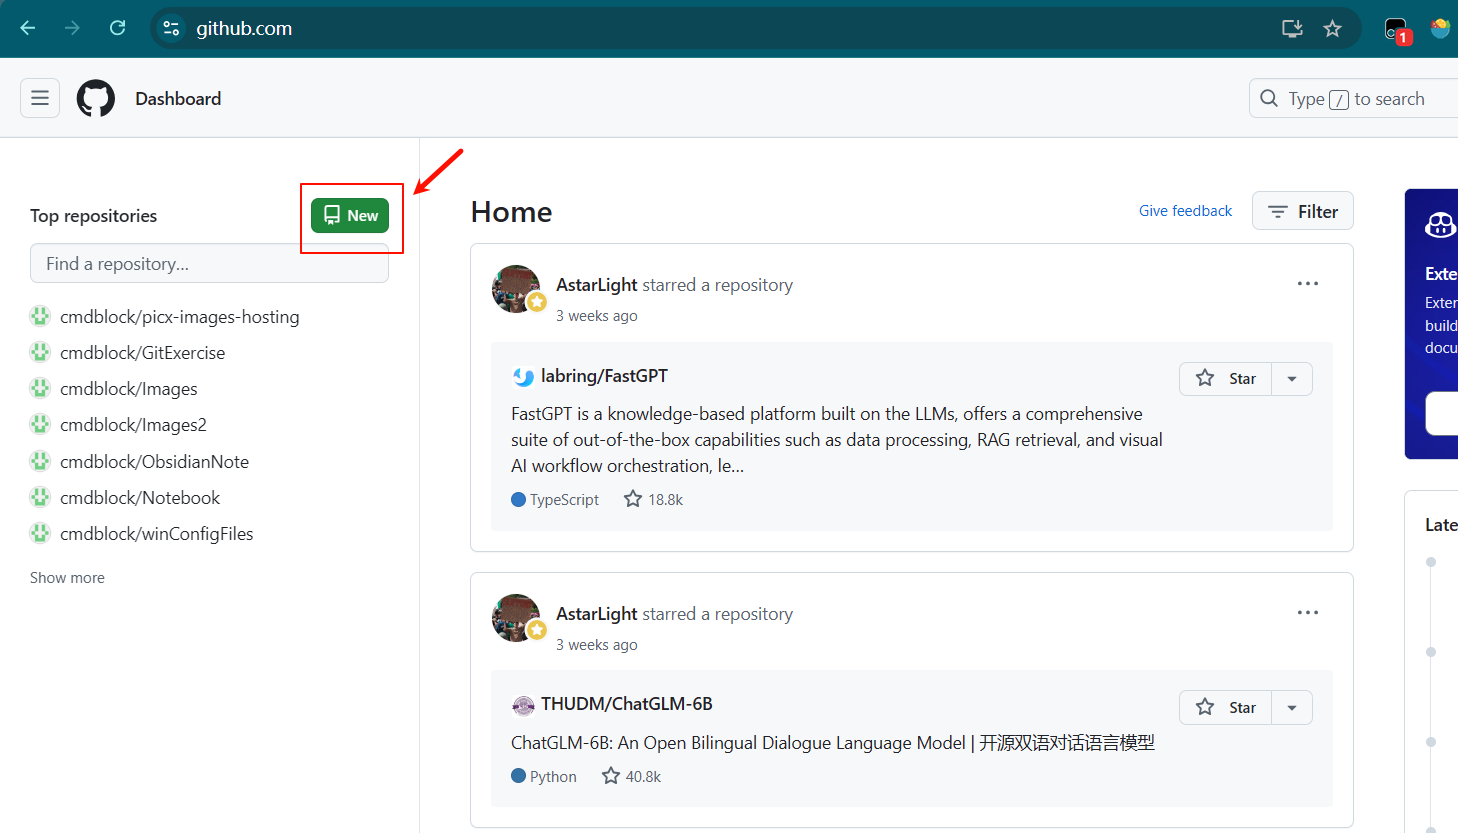 github.com
1
Dashboard
Type / to search
Top repositories
New
Find a repository...
cmdblock/picx-images-hosting
cmdblock/GitExercise
cmdblock/Images
cmdblock/Images2
cmdblock/ObsidianNote
cmdblock/Notebook
cmdblock/winConfigFiles
Show more
Home
Give feedback
Filter
AstarLight starred a repository
3 weeks ago
labring/FastGPT
Star
FastGPT is a knowledge-based platform built on the LLMs, offers a comprehensive
suite of out-of-the-box capabilities such as data processing, RAG retrieval, and visual
AI workflow orchestration, le...
TypeScript
18.8k
AstarLight starred a repository
3 weeks ago
THUDM/ChatGLM-6B
Star
ChatGLM-6B: An Open Bilingual Dialogue Language Model | 开源双语对话语言模型
Python
40.8k
Exte
Exter
build
docu
Late